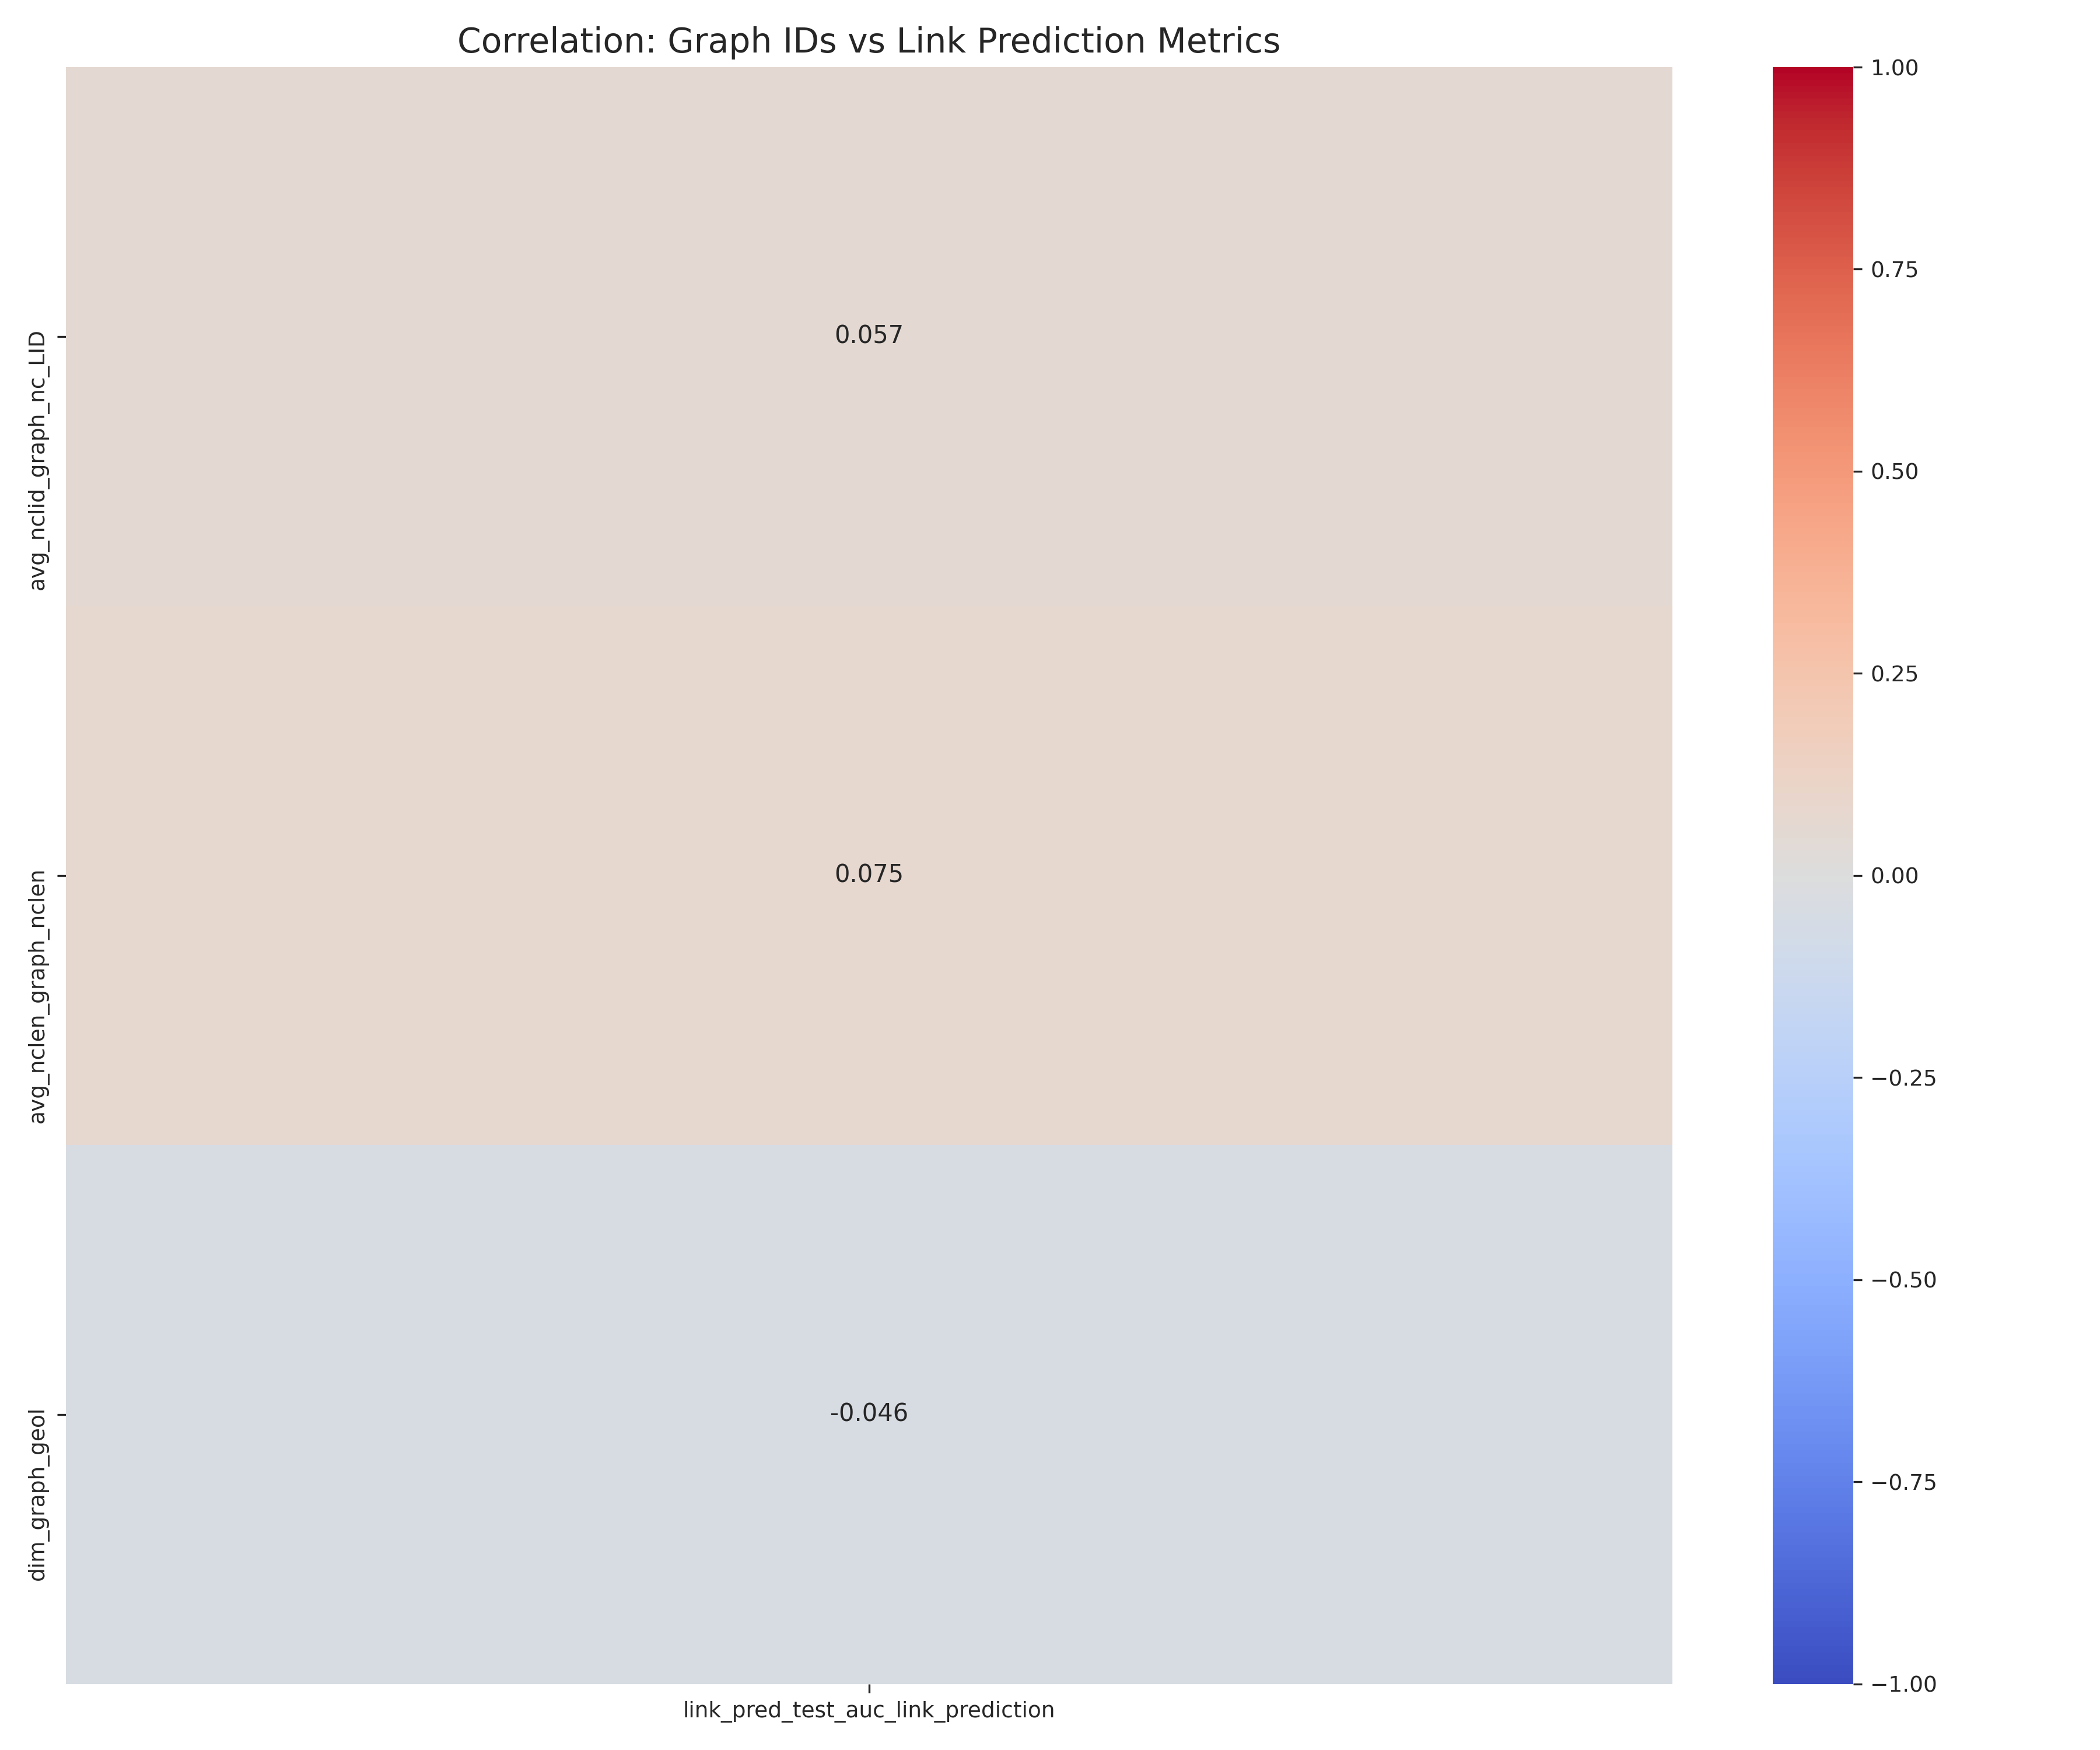 Correlation: Graph IDs vs Link Prediction Metrics
avg_nclid_graph_nc_LID
0.057
avg_nclen_graph_nclen
0.075
dim_graph_geol
-0.046
link_pred_test_auc_link_prediction
1.00
0.75
0.50
0.25
0.00
−0.25
−0.50
−0.75
−1.00